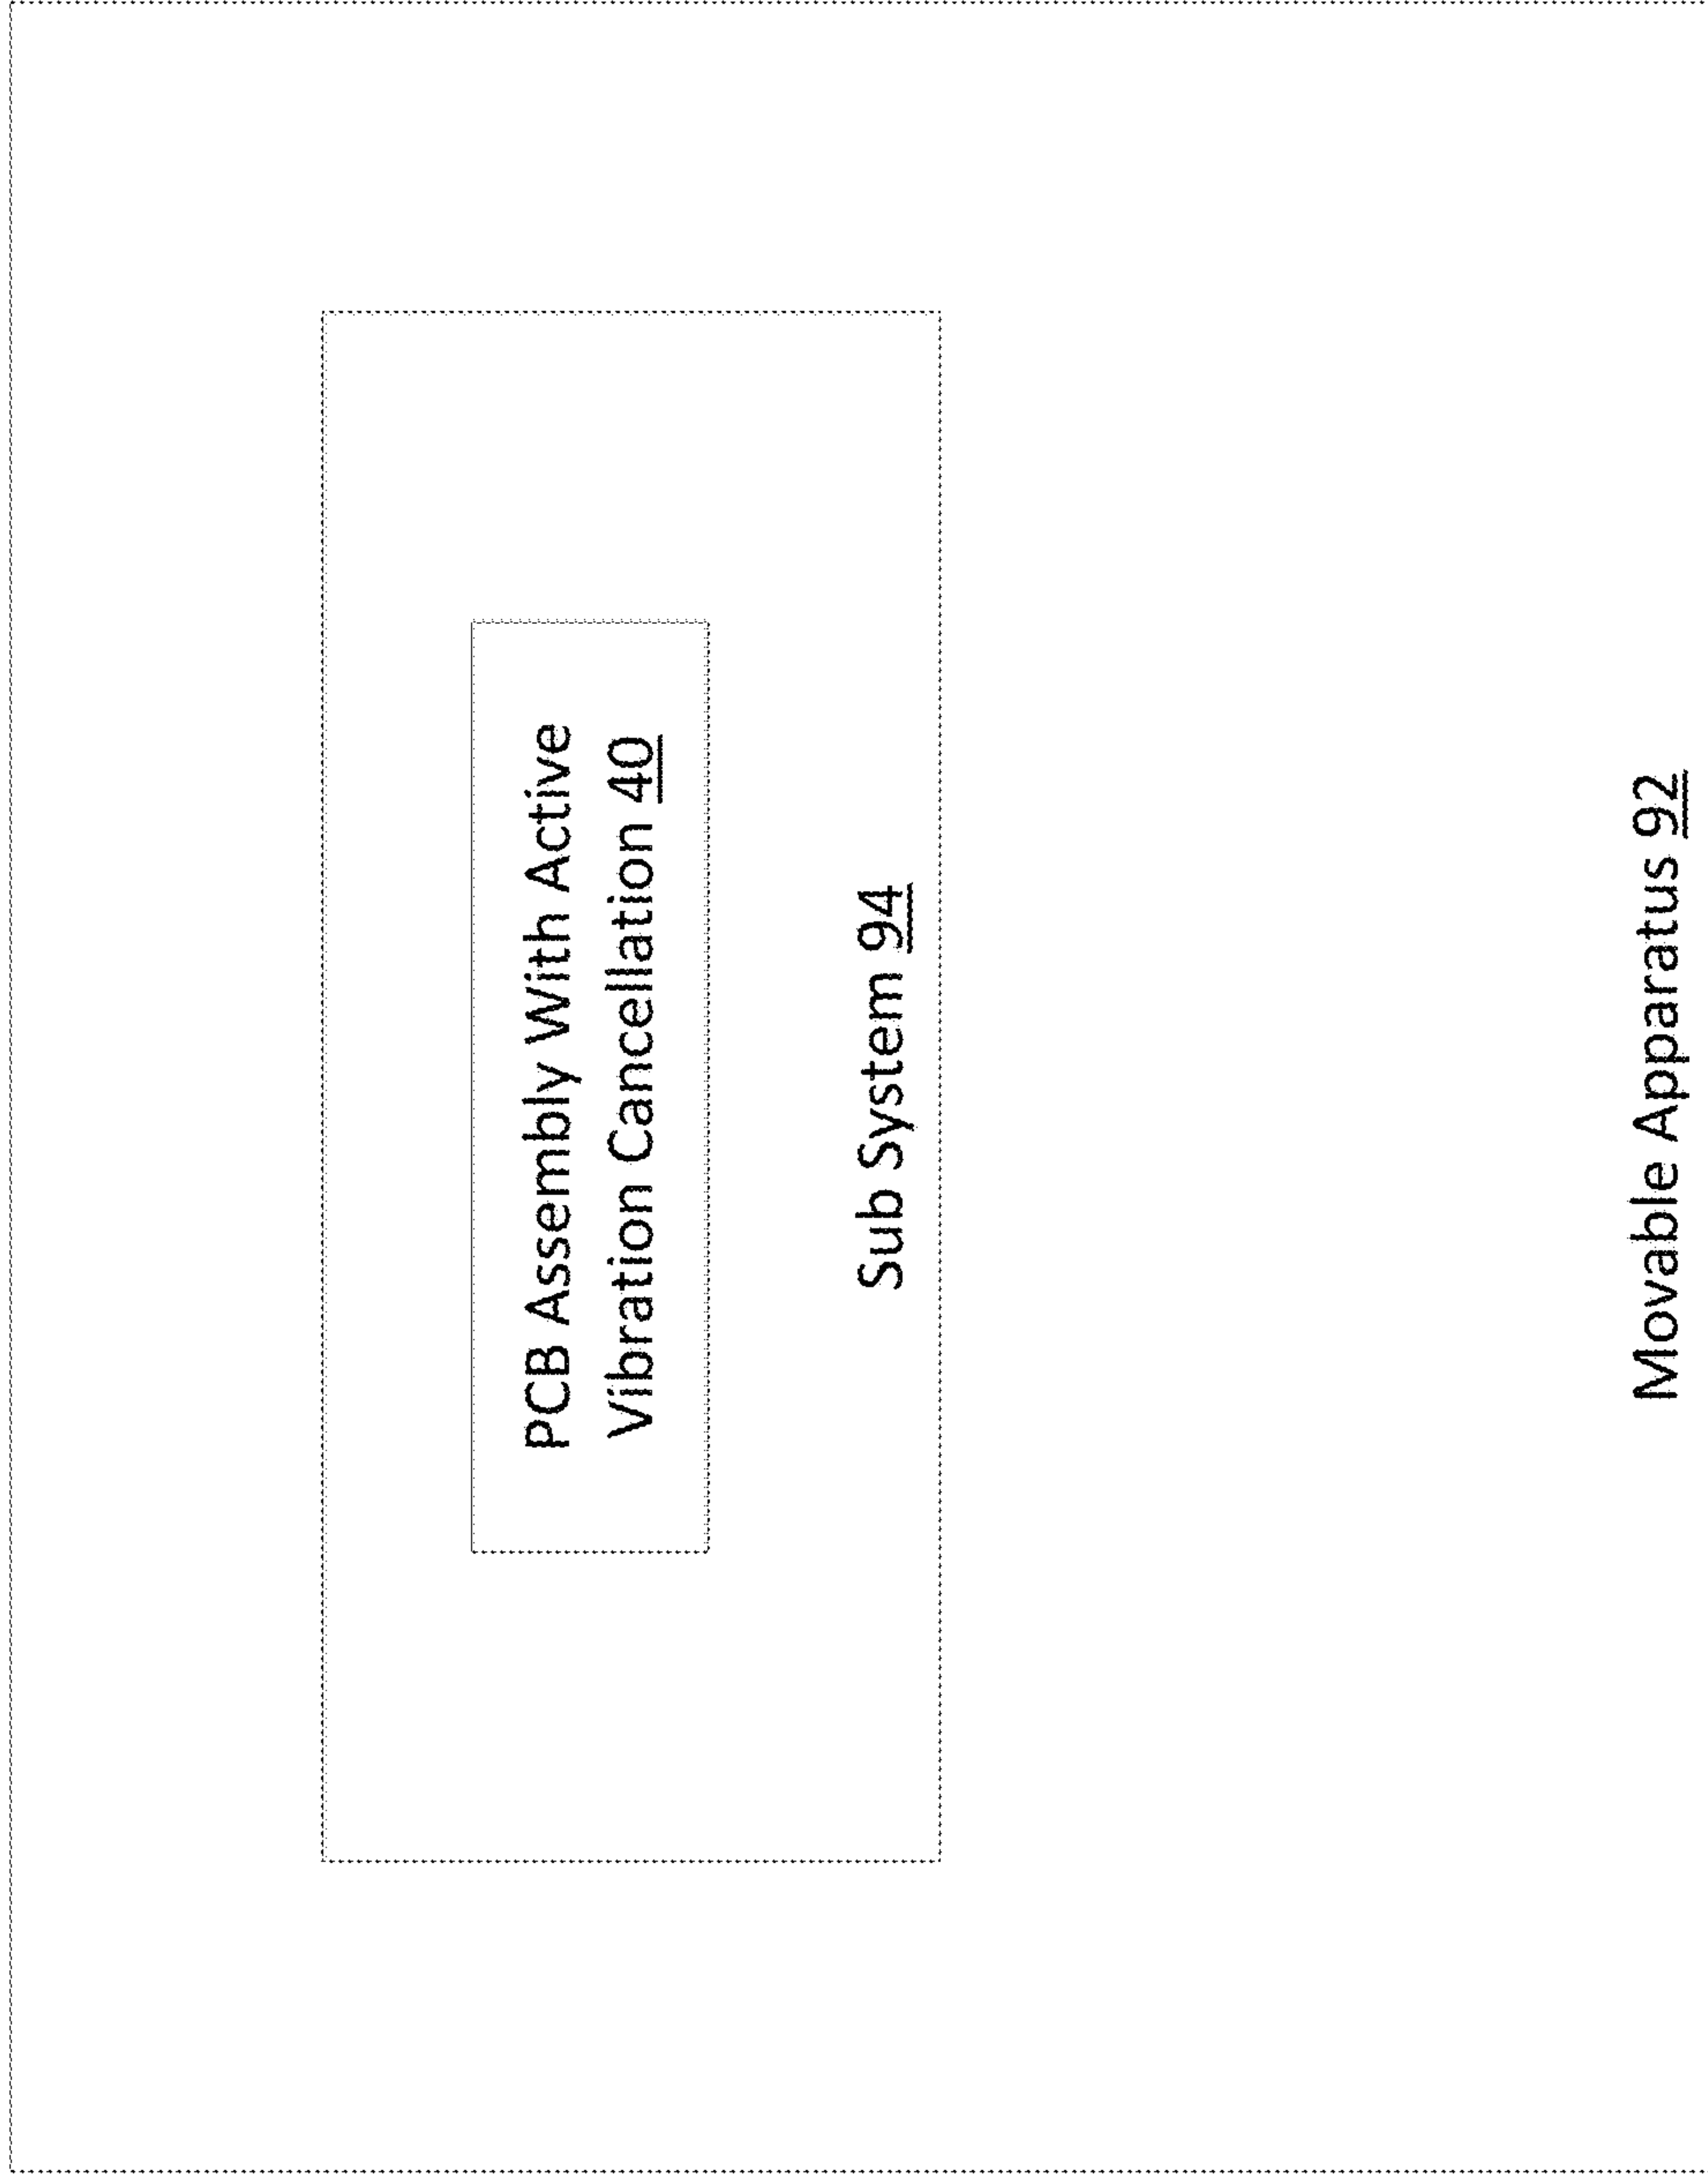 PCB Assembly With Active
Vibration Cancellation 40
Sub System 94
Movable Apparatus 92